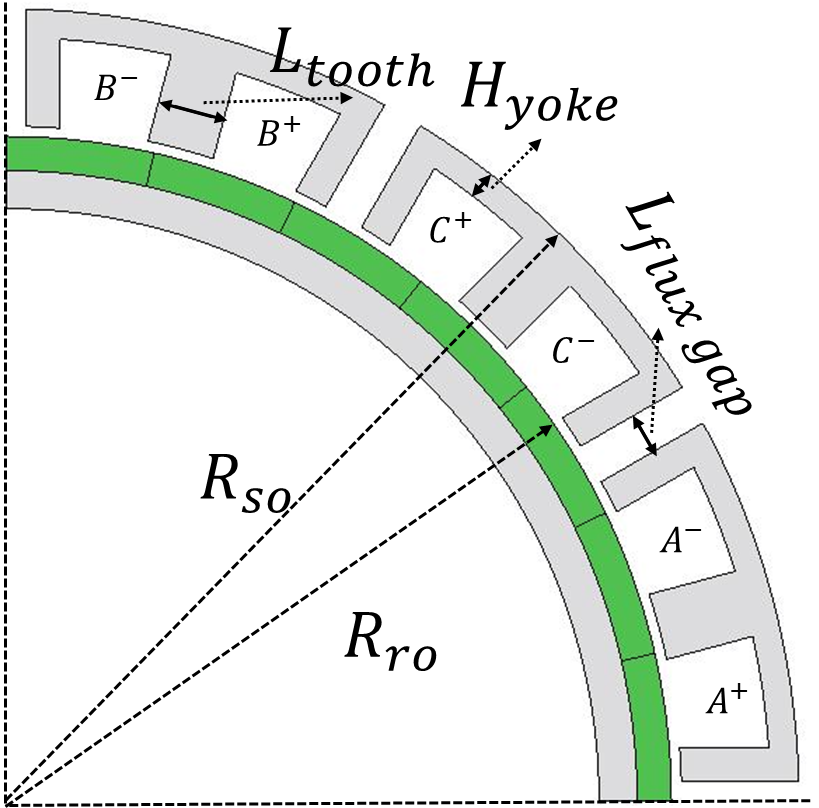 B⁻
L_tooth
B⁺
H_yoke
C⁺
L_flux gap
C⁻
R_so
A⁻
R_ro
A⁺